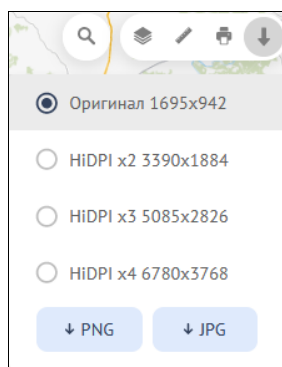 Оригинал 1695x942
HiDPI x2 3390x1884
HiDPI x3 5085x2826
HiDPI x4 6780x3768
↓ PNG ↓ JPG